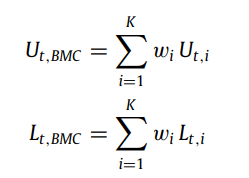 U_{t,BMC} = \sum_{i=1}^{K} w_i U_{t,i}
L_{t,BMC} = \sum_{i=1}^{K} w_i L_{t,i}